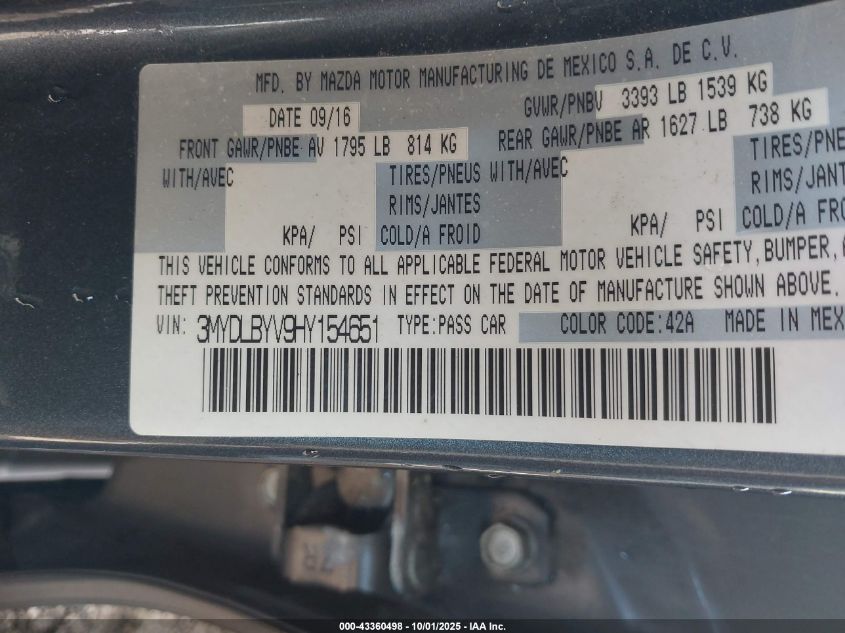 MFD. BY MAZDA MOTOR MANUFACTURING DE MEXICO S.A. DE C.V.
DATE 09/16 GVWR/PNBV 3393 LB 1539 KG
FRONT GAWR/PNBE AV 1795 LB 814 KG REAR GAWR/PNBE AR 1627 LB 738 KG
WITH/AVEC TIRES/PNEUS WITH/AVEC TIRES/PNE
RIMS/JANTES RIMS/JANT
KPA/ PSI COLD/A FROID KPA/ PSI COLD/A FRO
THIS VEHICLE CONFORMS TO ALL APPLICABLE FEDERAL MOTOR VEHICLE SAFETY, BUMPER,
THEFT PREVENTION STANDARDS IN EFFECT ON THE DATE OF MANUFACTURE SHOWN ABOVE.
VIN: 3MYDLBYV9HY154651 TYPE:PASS CAR COLOR CODE:42A MADE IN MEX
7R
000-43360498 - 10/01/2025 - IAA Inc.